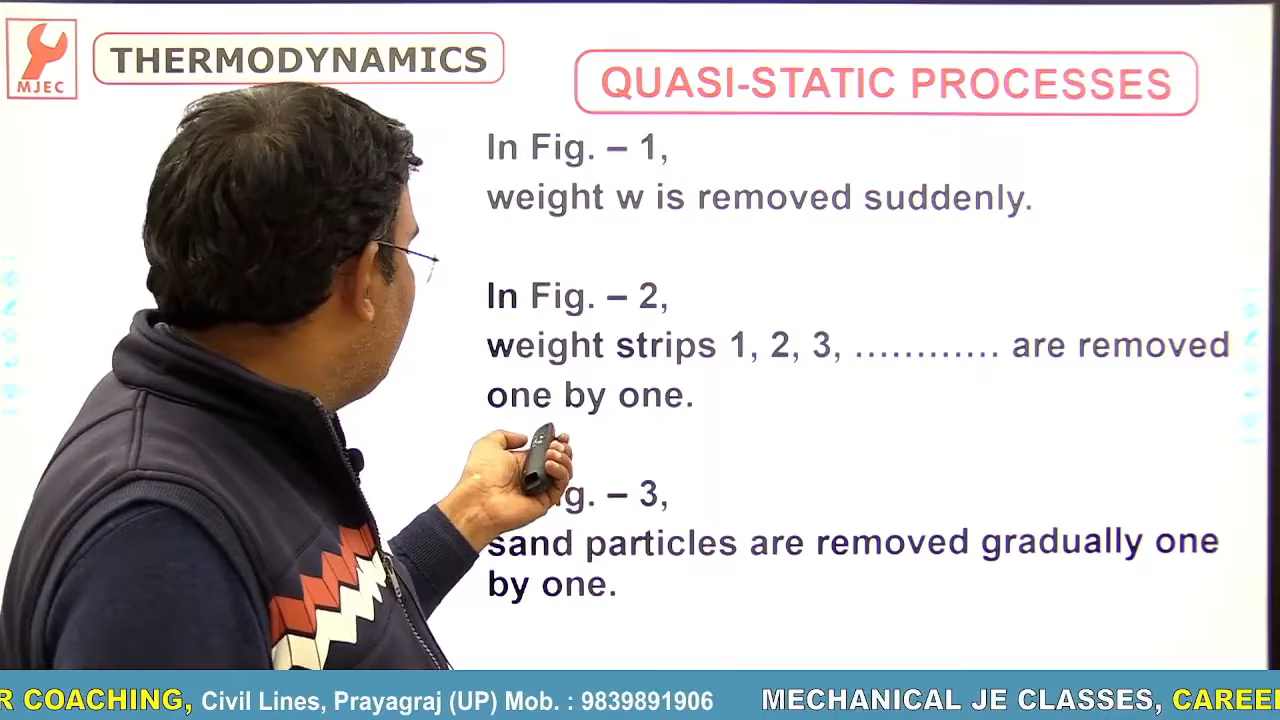 MJEC
THERMODYNAMICS
QUASI-STATIC PROCESSES
In Fig. – 1,
weight w is removed suddenly.
In Fig. – 2,
weight strips 1, 2, 3, ............ are removed
one by one.
– 3,
sand particles are removed gradually one
by one.
COACHING, Civil Lines, Prayagraj (UP) Mob. : 9839891906 MECHANICAL JE CLASSES,